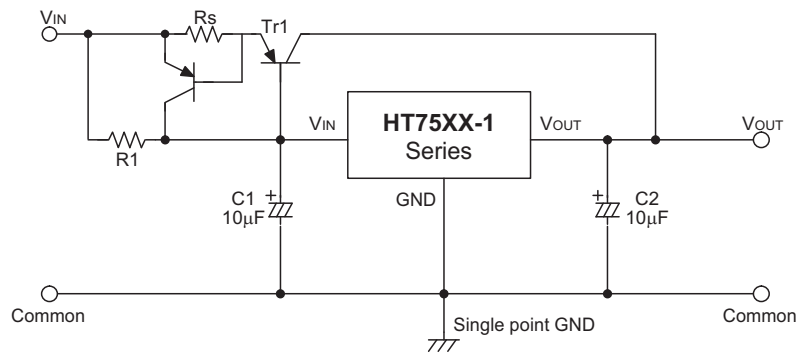 VIN
Rs
Tr1
R1
VIN
HT75XX-1
Series
VOUT
VOUT
GND
C1
10μF
+
C2
10μF
+
Common
Single point GND
Common